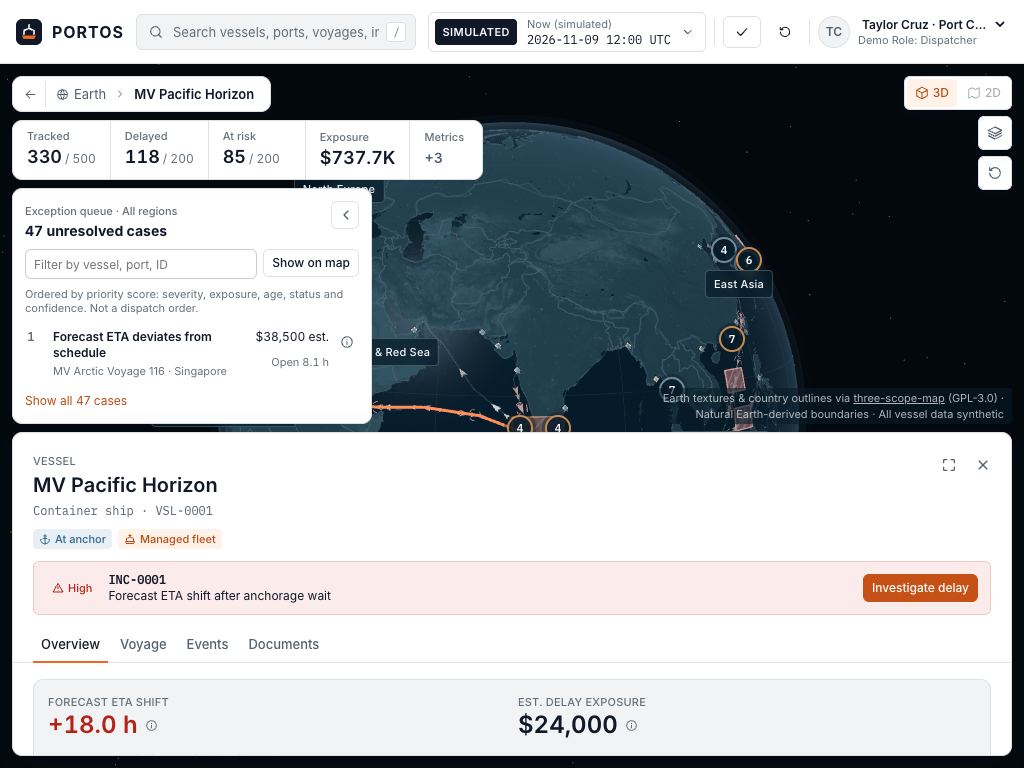 PORTOS
Search vessels, ports, voyages, ir
/
SIMULATED
Now (simulated)
2026-11-09 12:00 UTC
TC
Taylor Cruz · Port C...
Demo Role: Dispatcher
Earth
MV Pacific Horizon
3D
2D
Tracked
330 / 500
Delayed
118 / 200
At risk
85 / 200
Exposure
$737.7K
Metrics
+3
North Europe
Exception queue · All regions
47 unresolved cases
Filter by vessel, port, ID
Show on map
Ordered by priority score: severity, exposure, age, status and
confidence. Not a dispatch order.
1
Forecast ETA deviates from
schedule
$38,500 est.
MV Arctic Voyage 116 · Singapore
Open 8.1 h
Show all 47 cases
4
6
East Asia
7
& Red Sea
7
4
4
Earth textures & country outlines via three-scope-map (GPL-3.0) ·
Natural Earth-derived boundaries · All vessel data synthetic
VESSEL
MV Pacific Horizon
Container ship · VSL-0001
At anchor
Managed fleet
High
INC-0001
Forecast ETA shift after anchorage wait
Investigate delay
Overview
Voyage
Events
Documents
FORECAST ETA SHIFT
+18.0 h
EST. DELAY EXPOSURE
$24,000